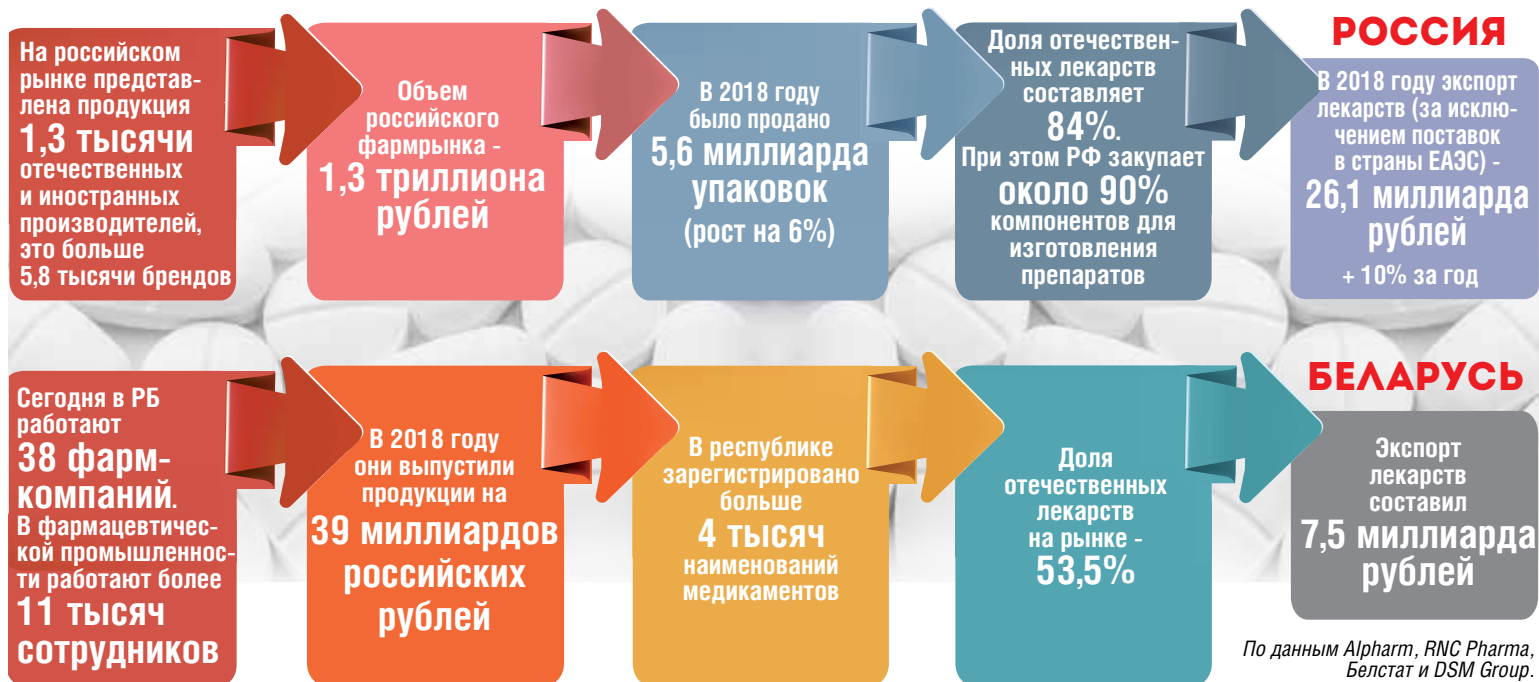 На российском
рынке представ-
лена продукция
1,3 тысячи
отечественных
и иностранных
производителей,
это больше
5,8 тысячи брендов
Объем
российского
фармрынка -
1,3 триллиона
рублей
В 2018 году
было продано
5,6 миллиарда
упаковок
(рост на 6%)
Доля отечествен-
ных лекарств
составляет
84%.
При этом РФ закупает
около 90%
компонентов для
изготовления
препаратов
РОССИЯ
В 2018 году экспорт
лекарств (за исклю-
чением поставок
в страны ЕАЭС) -
26,1 миллиарда
рублей
+ 10% за год
Сегодня в РБ
работают
38 фарм-
компаний.
В фармацевтичес-
кой промышленнос-
ти работают более
11 тысяч
сотрудников
В 2018 году
они выпустили
продукции на
39 миллиардов
российских
рублей
В республике
зарегистрировано
больше
4 тысяч
наименований
медикаментов
Доля
отечественных
лекарств
на рынке -
53,5%
БЕЛАРУСЬ
Экспорт
лекарств
составил
7,5 миллиарда
рублей
По данным Alpharm, RNC Pharma,
Белстат и DSM Group.